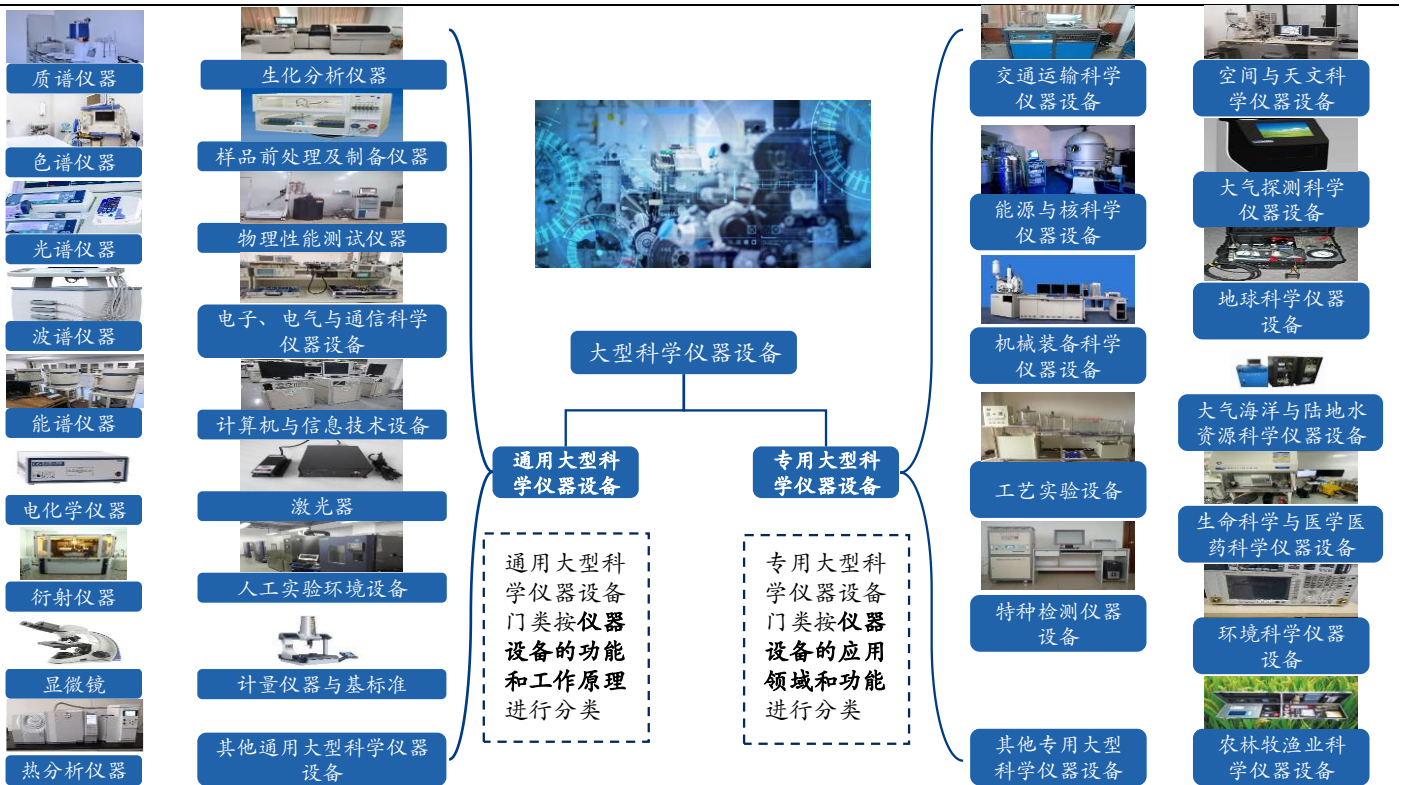 质谱仪器
色谱仪器
光谱仪器
波谱仪器
能谱仪器
电化学仪器
衍射仪器
显微镜
热分析仪器
生化分析仪器
样品前处理及制备仪器
物理性能测试仪器
电子、电气与通信科学
仪器设备
计算机与信息技术设备
激光器
人工实验环境设备
计量仪器与基标准
其他通用大型科学仪器
设备
大型科学仪器设备
通用大型科
学仪器设备
通用大型科
学仪器设备
门类按仪器
设备的功能
和工作原理
进行分类
专用大型科
学仪器设备
专用大型科
学仪器设备
门类按仪器
设备的应用
领域和功能
进行分类
交通运输科学
仪器设备
能源与核科学
仪器设备
机械装备科学
仪器设备
工艺实验设备
特种检测仪器
设备
其他专用大型
科学仪器设备
空间与天文科
学仪器设备
大气探测科学
仪器设备
地球科学仪器
设备
大气海洋与陆地水
资源科学仪器设备
生命科学与医学医
药科学仪器设备
环境科学仪器
设备
农林牧渔业科
学仪器设备